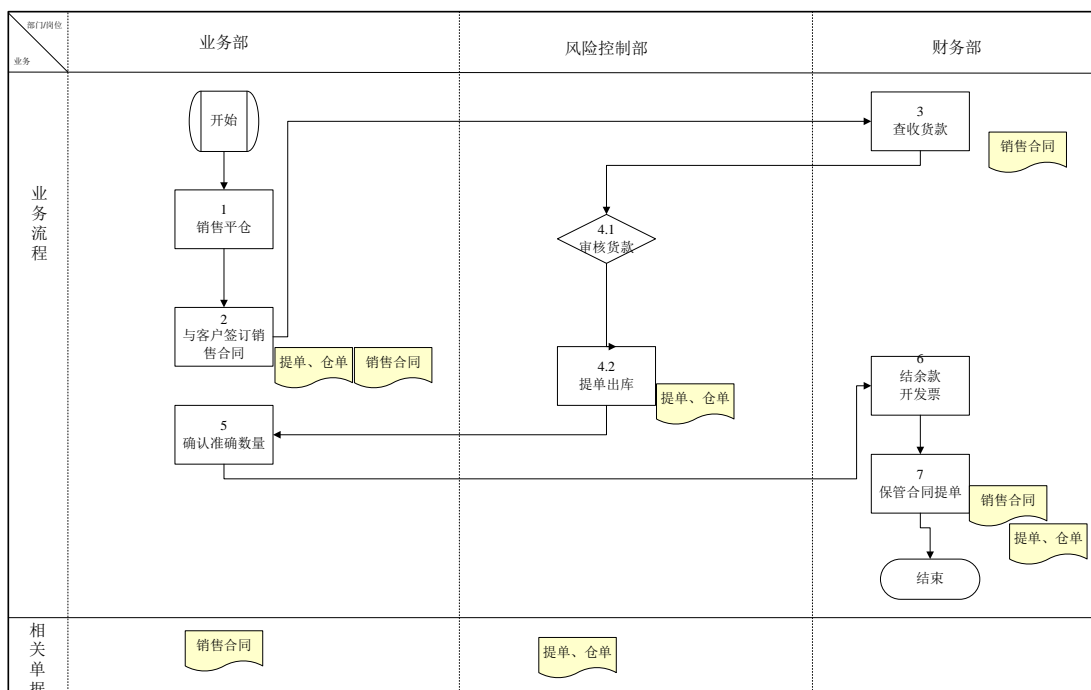 部门/岗位
业务
业务部
风险控制部
财务部
业
务
流
程
开始
3
查收货款
销售合同
1
销售平仓
4.1
审核货款
2
与客户签订销
售合同
提单、仓单
销售合同
4.2
提单出库
提单、仓单
6
结余款
开发票
5
确认准确数量
7
保管合同提单
销售合同
提单、仓单
结束
相
关
单
据
销售合同
提单、仓单